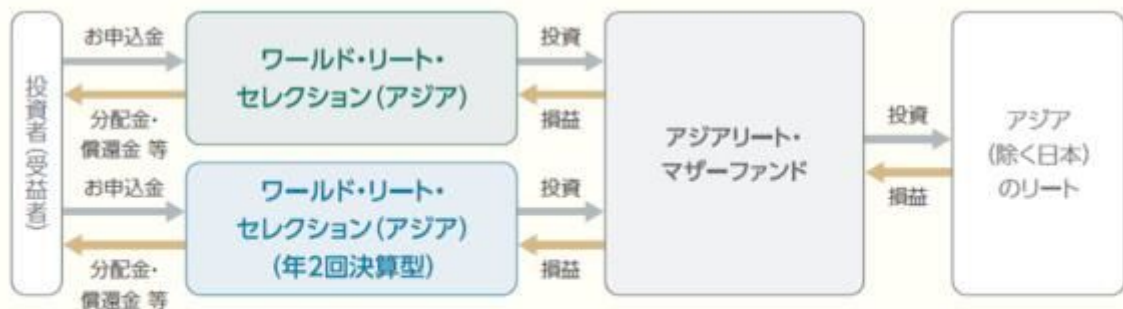 投資者(受益者)
お申込金
分配金・
償還金 等
ワールド・リート・
セレクション(アジア)
投資
損益
お申込金
分配金・
償還金 等
ワールド・リート・
セレクション(アジア)
(年2回決算型)
投資
損益
アジアリート・
マザーファンド
投資
損益
アジア
(除く日本)
のリート